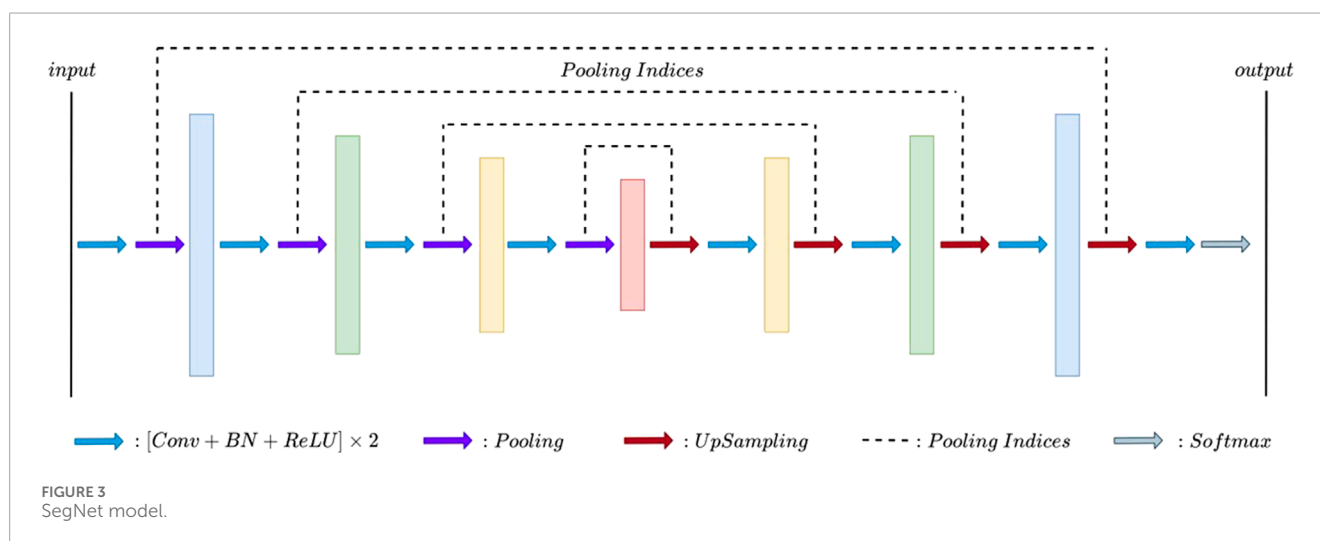 input
Pooling Indices
output
: [Conv + BN + ReLU] × 2
: Pooling
: UpSampling
: Pooling Indices
: Softmax
FIGURE 3
SegNet model.